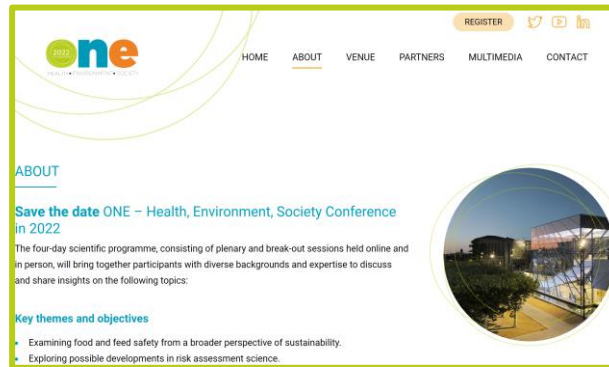 REGISTER
2022
one
HEALTH•ENVIRONMENT•SOCIETY
HOME ABOUT VENUE PARTNERS MULTIMEDIA CONTACT
ABOUT
Save the date ONE – Health, Environment, Society Conference
in 2022
The four-day scientific programme, consisting of plenary and break-out sessions held online and
in person, will bring together participants with diverse backgrounds and expertise to discuss
and share insights on the following topics:
Key themes and objectives
• Examining food and feed safety from a broader perspective of sustainability.
• Exploring possible developments in risk assessment science.